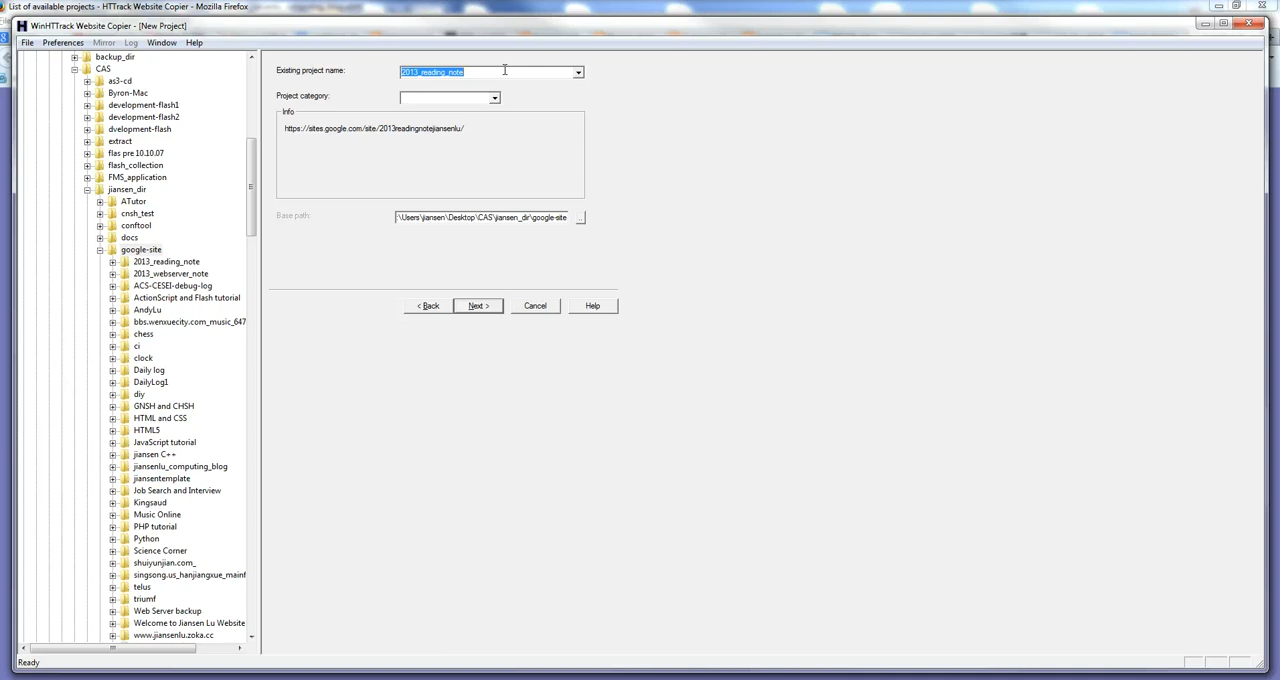 List of available projects - HTTrack Website Copier - Mozilla Firefox
WinHTTrack Website Copier - [New Project]
File Preferences Mirror Log Window Help
backup_dir
CAS
as3-cd
Byron-Mac
development-flash1
development-flash2
dvelopment-flash
extract
flas pre 10.10.07
flash_collection
FMS_application
jiansen_dir
ATutor
cnsh_test
conftool
docs
google-site
2013_reading_note
2013_webserver_note
ACS-CESEI-debug-log
ActionScript and Flash tutorial
AndyLu
bbs.wenxuecity.com_music_647
chess
ci
clock
Daily log
DailyLog1
diy
GNSH and CHSH
HTML and CSS
HTML5
JavaScript tutorial
jiansen C++
jiansenlu_computing_blog
jiansentemplate
Job Search and Interview
Kingsaud
Music Online
PHP tutorial
Python
Science Corner
shuiyunjian.com_
singsong.us_hanjiangxue_mainf
telus
triumf
Web Server backup
Welcome to Jiansen Lu Website
www.jiansenlu.zoka.cc
Existing project name: 2013_reading_note
Project category:
Info
https://sites.google.com/site/2013readingnotejiansenlu/
Base path: :\Users\jiansen\Desktop\CAS\jiansen_dir\google-site ..
< Back Next > Cancel Help
Ready